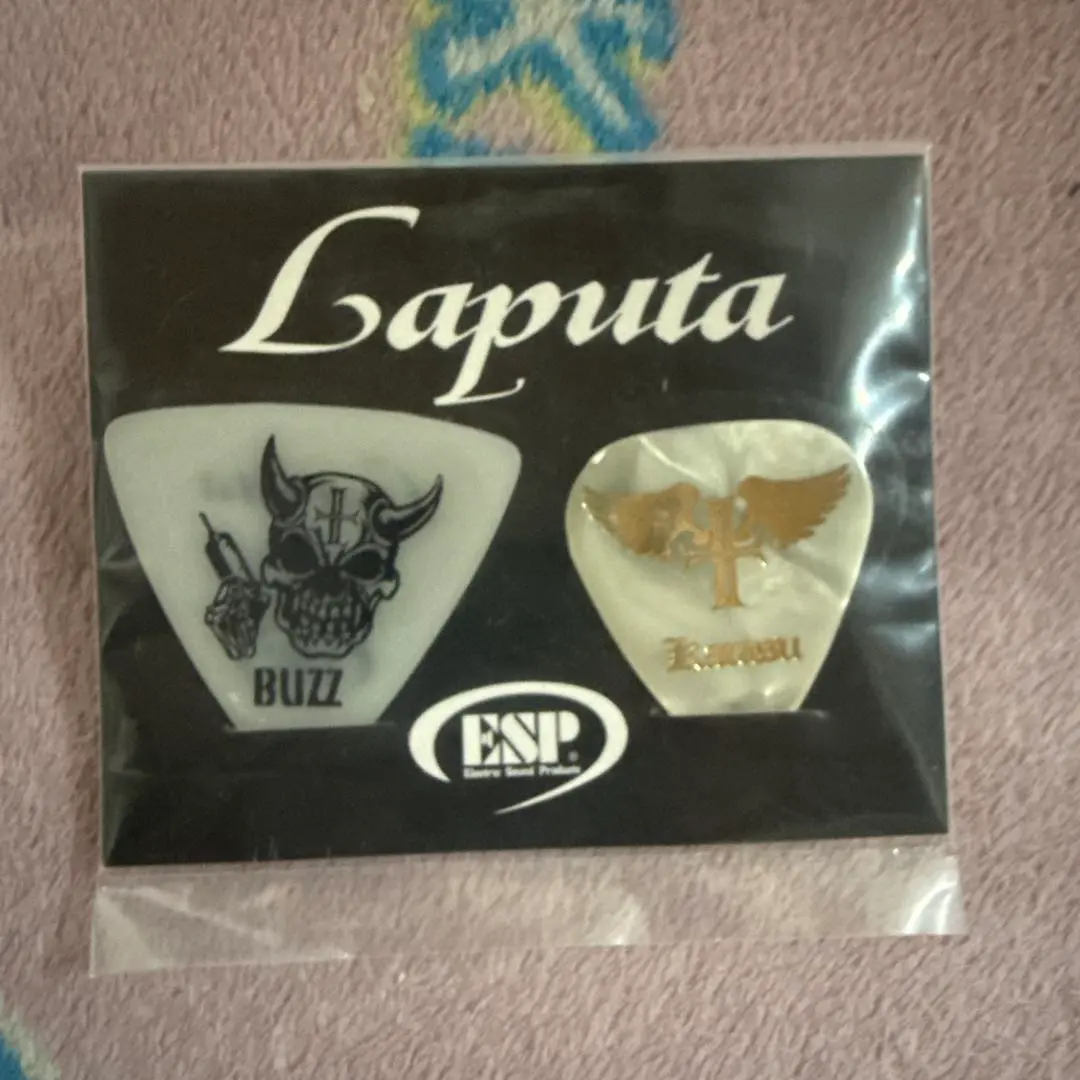 Laputa
BUZZ
ESP
Electric Sound Products